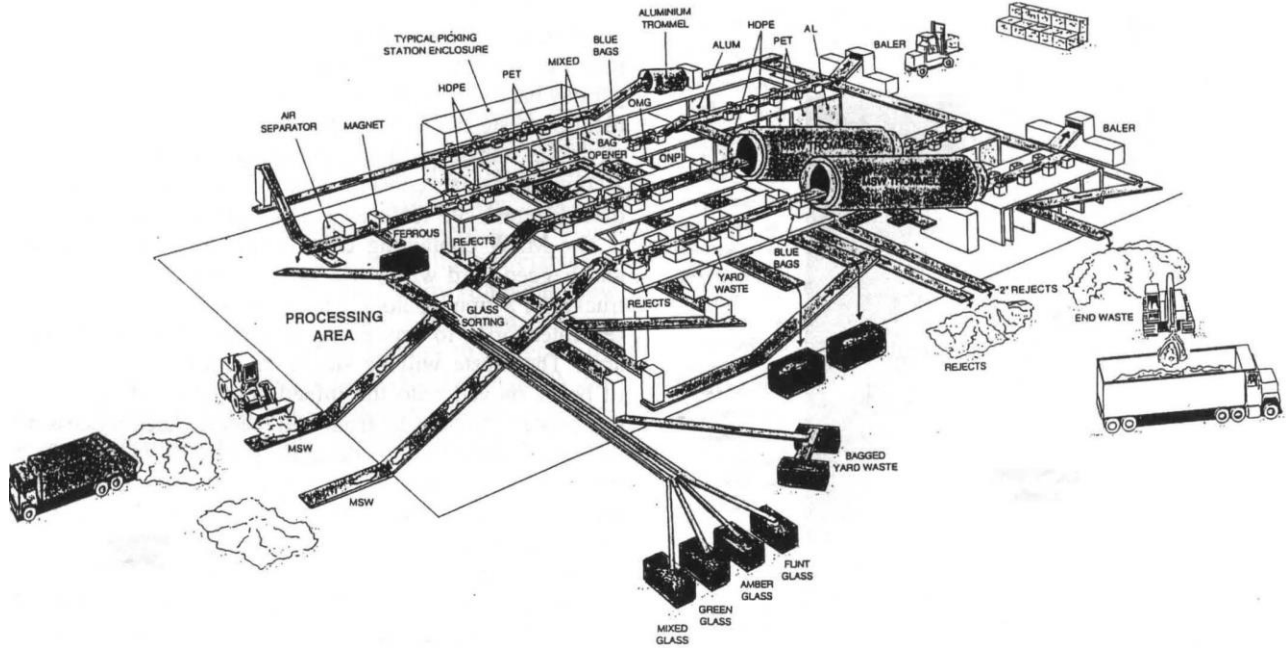 ALUMINIUM
TROMMEL
TYPICAL PICKING
STATION ENCLOSURE
BLUE
BAGS
MIXED
PET
HDPE
ALUM
HDPE
PET
AL
BALER
OMG
AIR
SEPARATOR
MAGNET
BAG
OPENER
ONP
MSW TROMMEL
MSW TROMMEL
BALER
FERROUS
REJECTS
GLASS
SORTING
REJECTS
YARD
WASTE
BLUE
BAGS
-2" REJECTS
END WASTE
REJECTS
PROCESSING
AREA
MSW
MSW
BAGGED
YARD WASTE
FLINT
GLASS
AMBER
GLASS
GREEN
GLASS
MIXED
GLASS